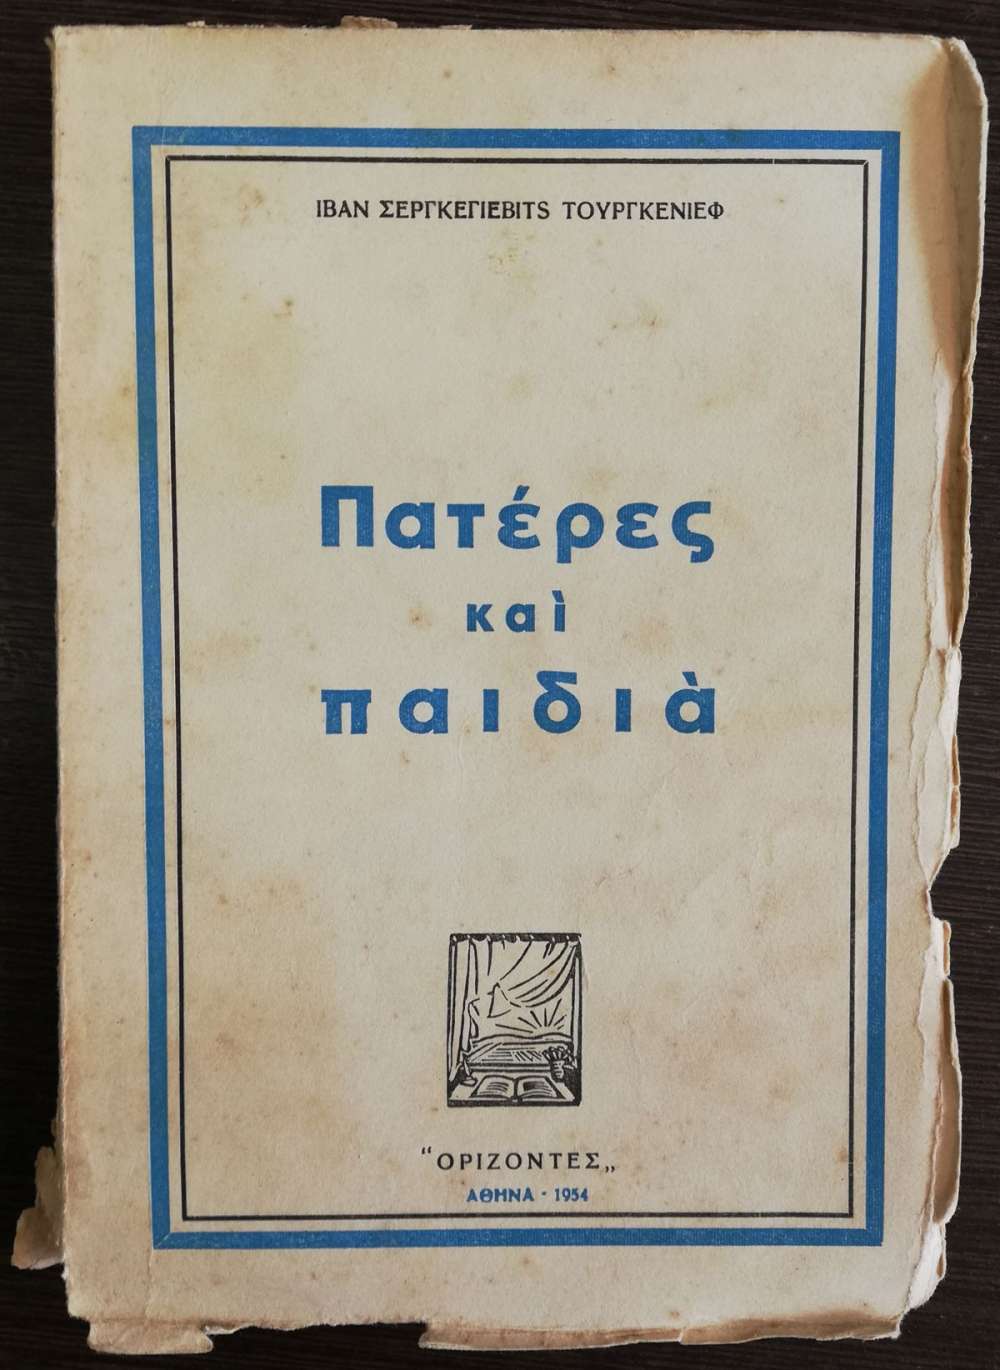 ΙΒΑΝ ΣΕΡΓΚΕΓΙΕΒΙΤS ΤΟΥΡΓΚΕΝΙΕΦ
Πατέρες
καὶ
παιδιὰ
“ΟΡΙΖΟΝΤΕΣ„
ΑΘΗΝΑ · 1954